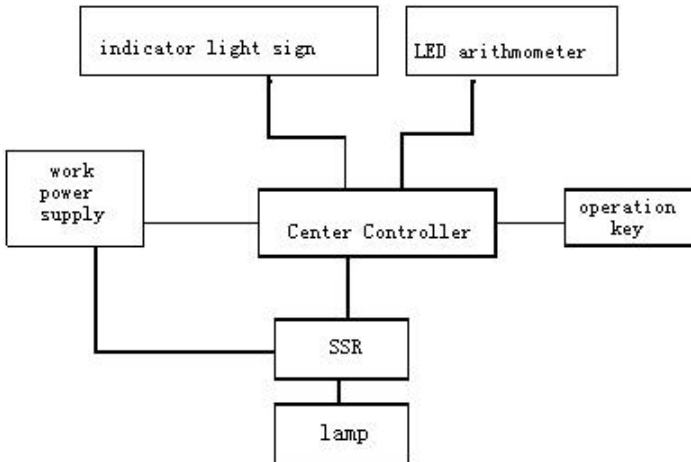 indicator light sign
LED arithmometer
work
power
supply
Center Controller
operation
key
SSR
lamp